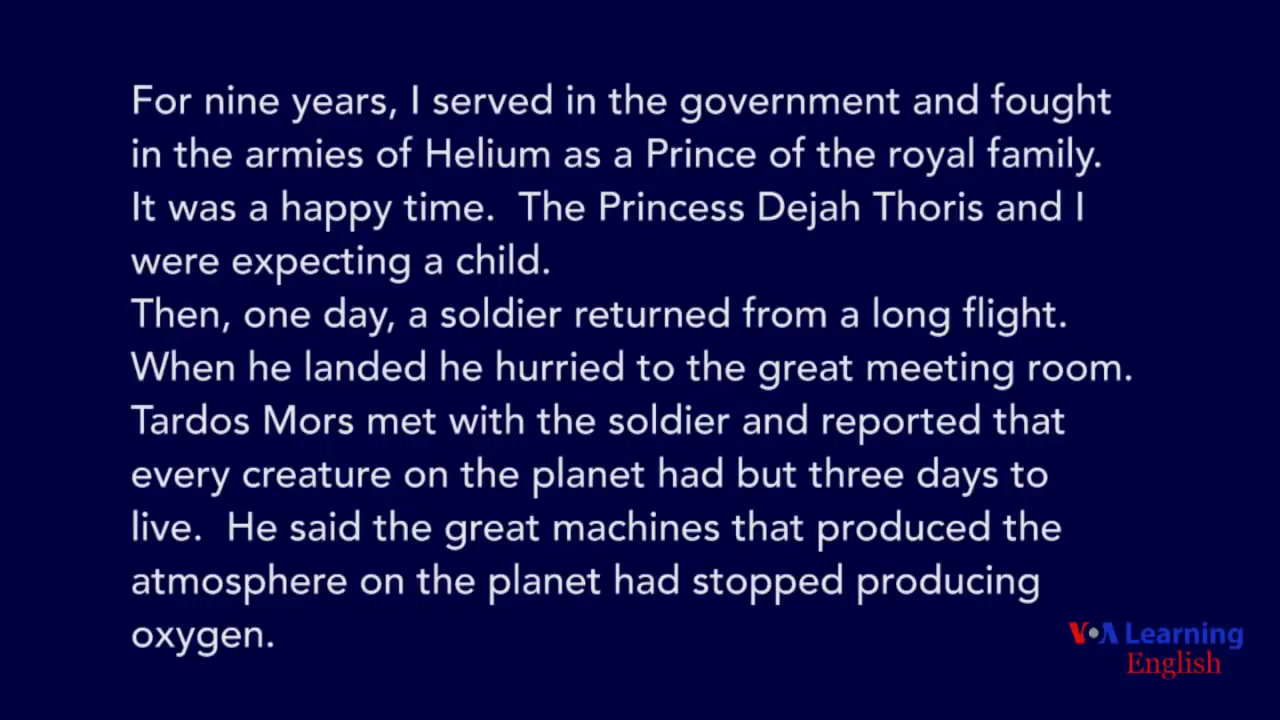 For nine years, I served in the government and fought
in the armies of Helium as a Prince of the royal family.
It was a happy time.  The Princess Dejah Thoris and I
were expecting a child.
Then, one day, a soldier returned from a long flight.
When he landed he hurried to the great meeting room.
Tardos Mors met with the soldier and reported that
every creature on the planet had but three days to
live.  He said the great machines that produced the
atmosphere on the planet had stopped producing
oxygen.
VOA Learning
English